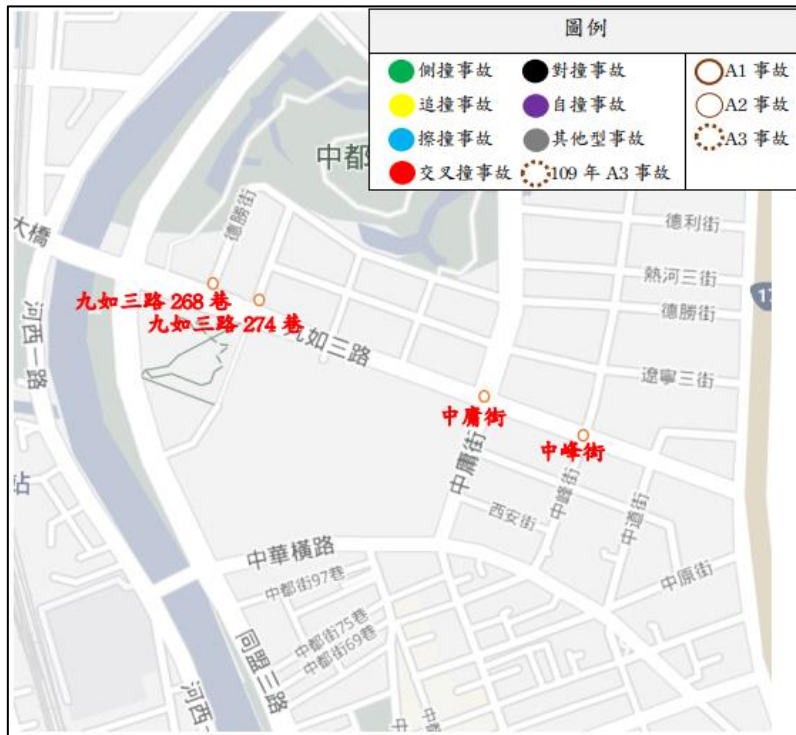 圖例
側撞事故
對撞事故
A1 事故
追撞事故
自撞事故
A2 事故
擦撞事故
其他型事故
A3 事故
交叉撞事故
109 年 A3 事故
中都
德勝街
大橋
德利街
熱河三街
17
九如三路 268 巷
德勝街
九如三路 274 巷
九如三路
河西一路
遼寧三街
中庸街
中峰街
中庸街
站
中峰街
西安街
中道街
中華橫路
中原街
中都街97巷
中都街75巷
中都街69巷
同盟三路
河西一